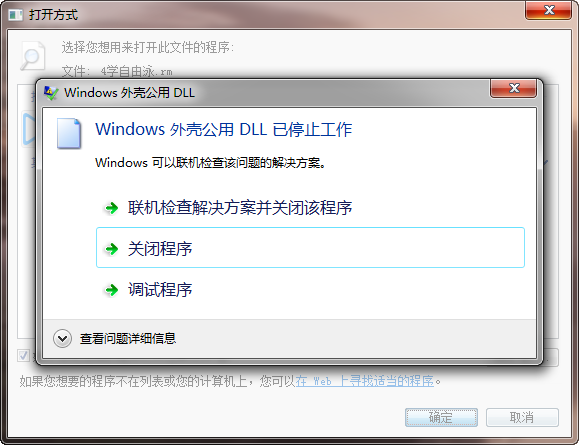 打开方式
选择您想用来打开此文件的程序:
文件: 4学自由泳.rm
Windows 外壳公用 DLL
Windows 外壳公用 DLL 已停止工作
Windows 可以联机检查该问题的解决方案。
联机检查解决方案并关闭该程序
关闭程序
调试程序
查看问题详细信息
如果您想要的程序不在列表或您的计算机上，您可以在 Web 上寻找适当的程序。
确定
取消